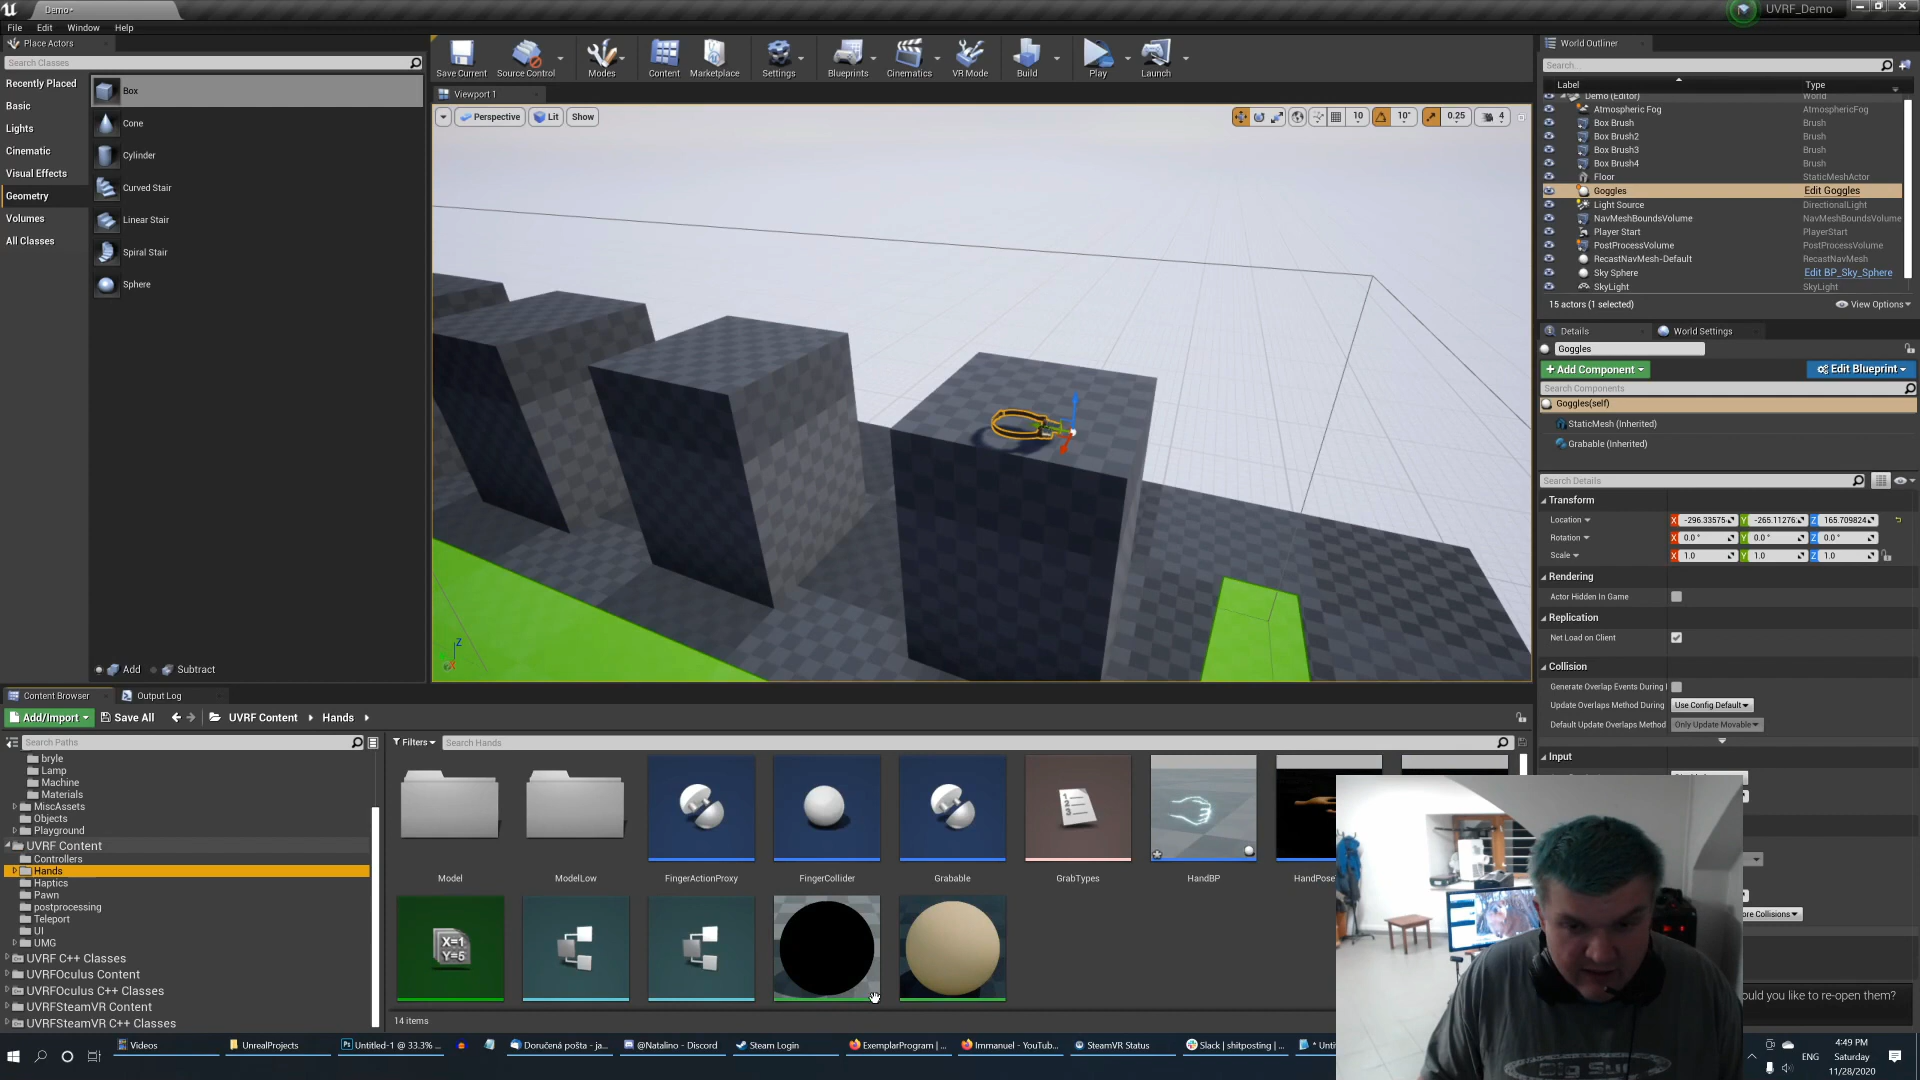 Demo•
UVRF_Demo
File Edit Window Help
Place Actors
Search Classes
Recently Placed
Basic
Lights
Cinematic
Visual Effects
Geometry
Volumes
All Classes
Box
Cone
Cylinder
Curved Stair
Linear Stair
Spiral Stair
Sphere
Add Subtract
Save Current Source Control Modes Content Marketplace Settings Blueprints Cinematics VR Mode Build Play Launch
Viewport 1
Perspective Lit Show
10 10° 0.25 4
Z
World Outliner
Search...
Label Type
Demo (Editor) World
Atmospheric Fog AtmosphericFog
Box Brush Brush
Box Brush2 Brush
Box Brush3 Brush
Box Brush4 Brush
Floor StaticMeshActor
Goggles Edit Goggles
Light Source DirectionalLight
NavMeshBoundsVolume NavMeshBoundsVolume
Player Start PlayerStart
PostProcessVolume PostProcessVolume
RecastNavMesh-Default RecastNavMesh
Sky Sphere Edit BP_Sky_Sphere
SkyLight SkyLight
15 actors (1 selected) View Options
Details World Settings
Goggles
+ Add Component Edit Blueprint
Search Components
Goggles(self)
StaticMesh (Inherited)
Grabable (Inherited)
Search Details
Transform
Location X -296.33575 Y -265.11276 Z 165.709824
Rotation X 0.0 ° Y 0.0 ° Z 0.0 °
Scale X 1.0 Y 1.0 Z 1.0
Rendering
Actor Hidden In Game
Replication
Net Load on Client
Collision
Generate Overlap Events During
Update Overlaps Method During Use Config Default
Default Update Overlaps Method Only Update Movable
Input
ore Collisions
ould you like to re-open them?
Content Browser Output Log
Add/Import Save All UVRF Content Hands
Search Paths
Filters Search Hands
bryle
Lamp
Machine
Materials
MiscAssets
Objects
Playground
UVRF Content
Controllers
Hands
Haptics
Pawn
postprocessing
Teleport
UI
UMG
UVRF C++ Classes
UVRFOculus Content
UVRFOculus C++ Classes
UVRFSteamVR Content
UVRFSteamVR C++ Classes
1
2
3
Model ModelLow FingerActionProxy FingerCollider Grabable GrabTypes HandBP HandPose
X=1
Y=5
14 items
Videos UnrealProjects Untitled-1 @ 33.3% ... Doručená pošta - ja... @Natalino - Discord Steam Login ExemplarProgram | ... Immanuel - YouTub... SteamVR Status Slack | shitposting | ... * Unti
ENG
4:49 PM
Saturday
11/28/2020